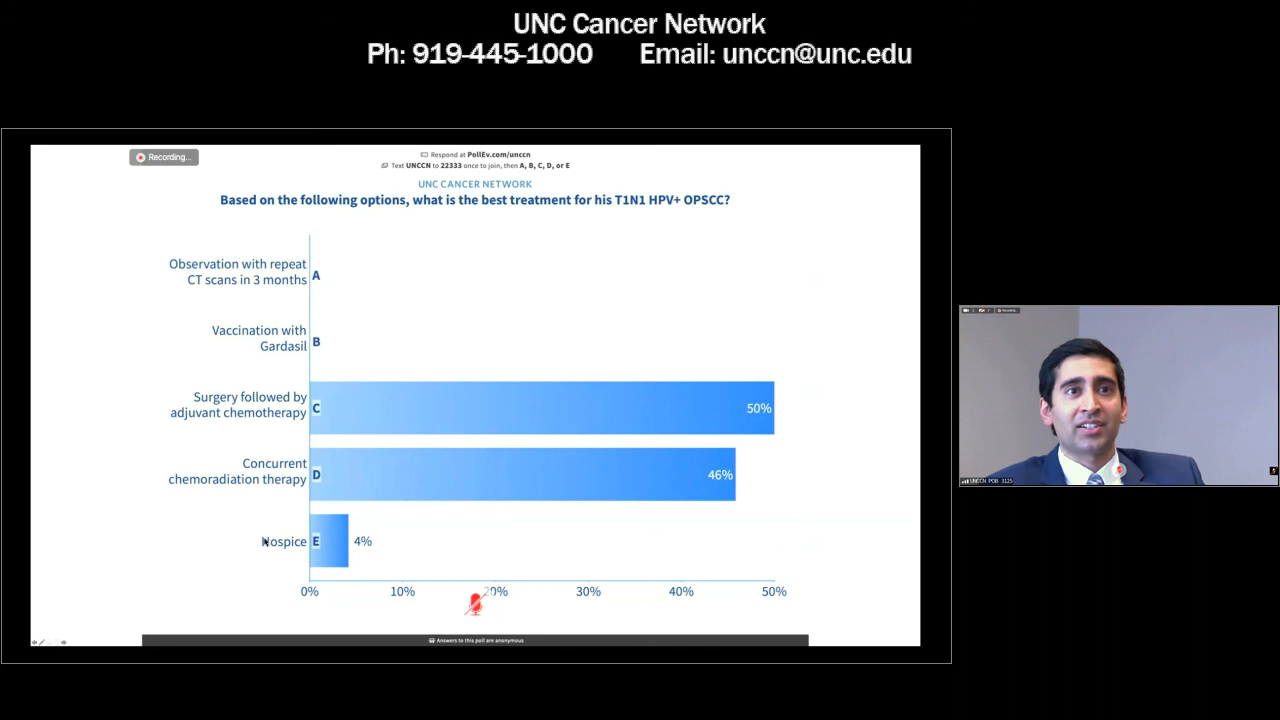 UNC Cancer Network
Ph: 919-445-1000 Email: unccn@unc.edu
Recording...
Respond at PollEv.com/unccn
Text UNCCN to 22333 once to join, then A, B, C, D, or E
UNC CANCER NETWORK
Based on the following options, what is the best treatment for his T1N1 HPV+ OPSCC?
Observation with repeat
CT scans in 3 months
A
Vaccination with
Gardasil
B
Surgery followed by
adjuvant chemotherapy
C
50%
Concurrent
chemoradiation therapy
D
46%
Hospice
E
4%
0% 10% 20% 30% 40% 50%
Answers to this poll are anonymous
Recording...
UNCCN POB 3125